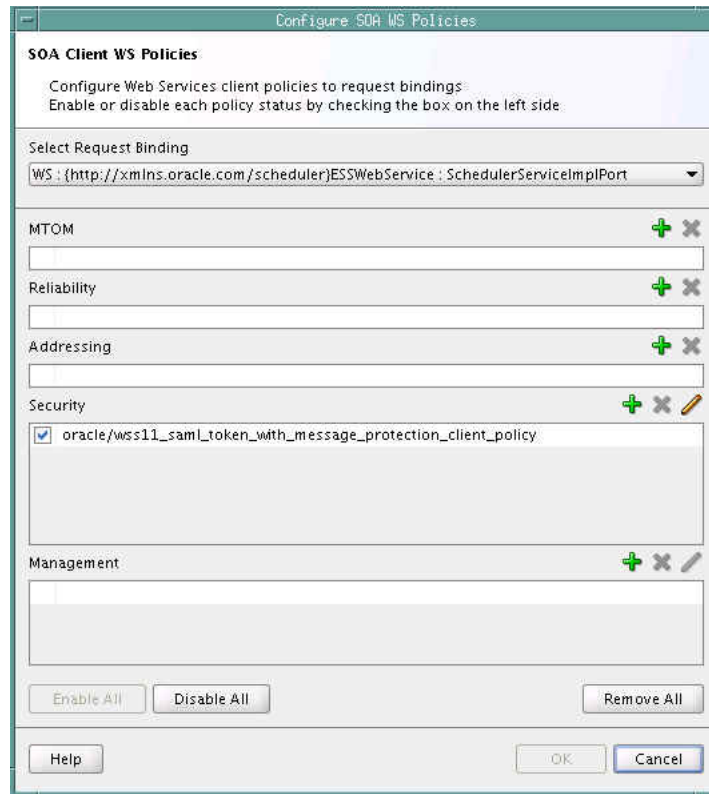 Configure SOA WS Policies
SOA Client WS Policies
Configure Web Services client policies to request bindings
Enable or disable each policy status by checking the box on the left side
Select Request Binding
WS : {http://xmlns.oracle.com/scheduler}ESSWebService : SchedulerServiceImplPort
MTOM
Reliability
Addressing
Security
oracle/wss11_saml_token_with_message_protection_client_policy
Management
Enable All Disable All Remove All
Help OK Cancel